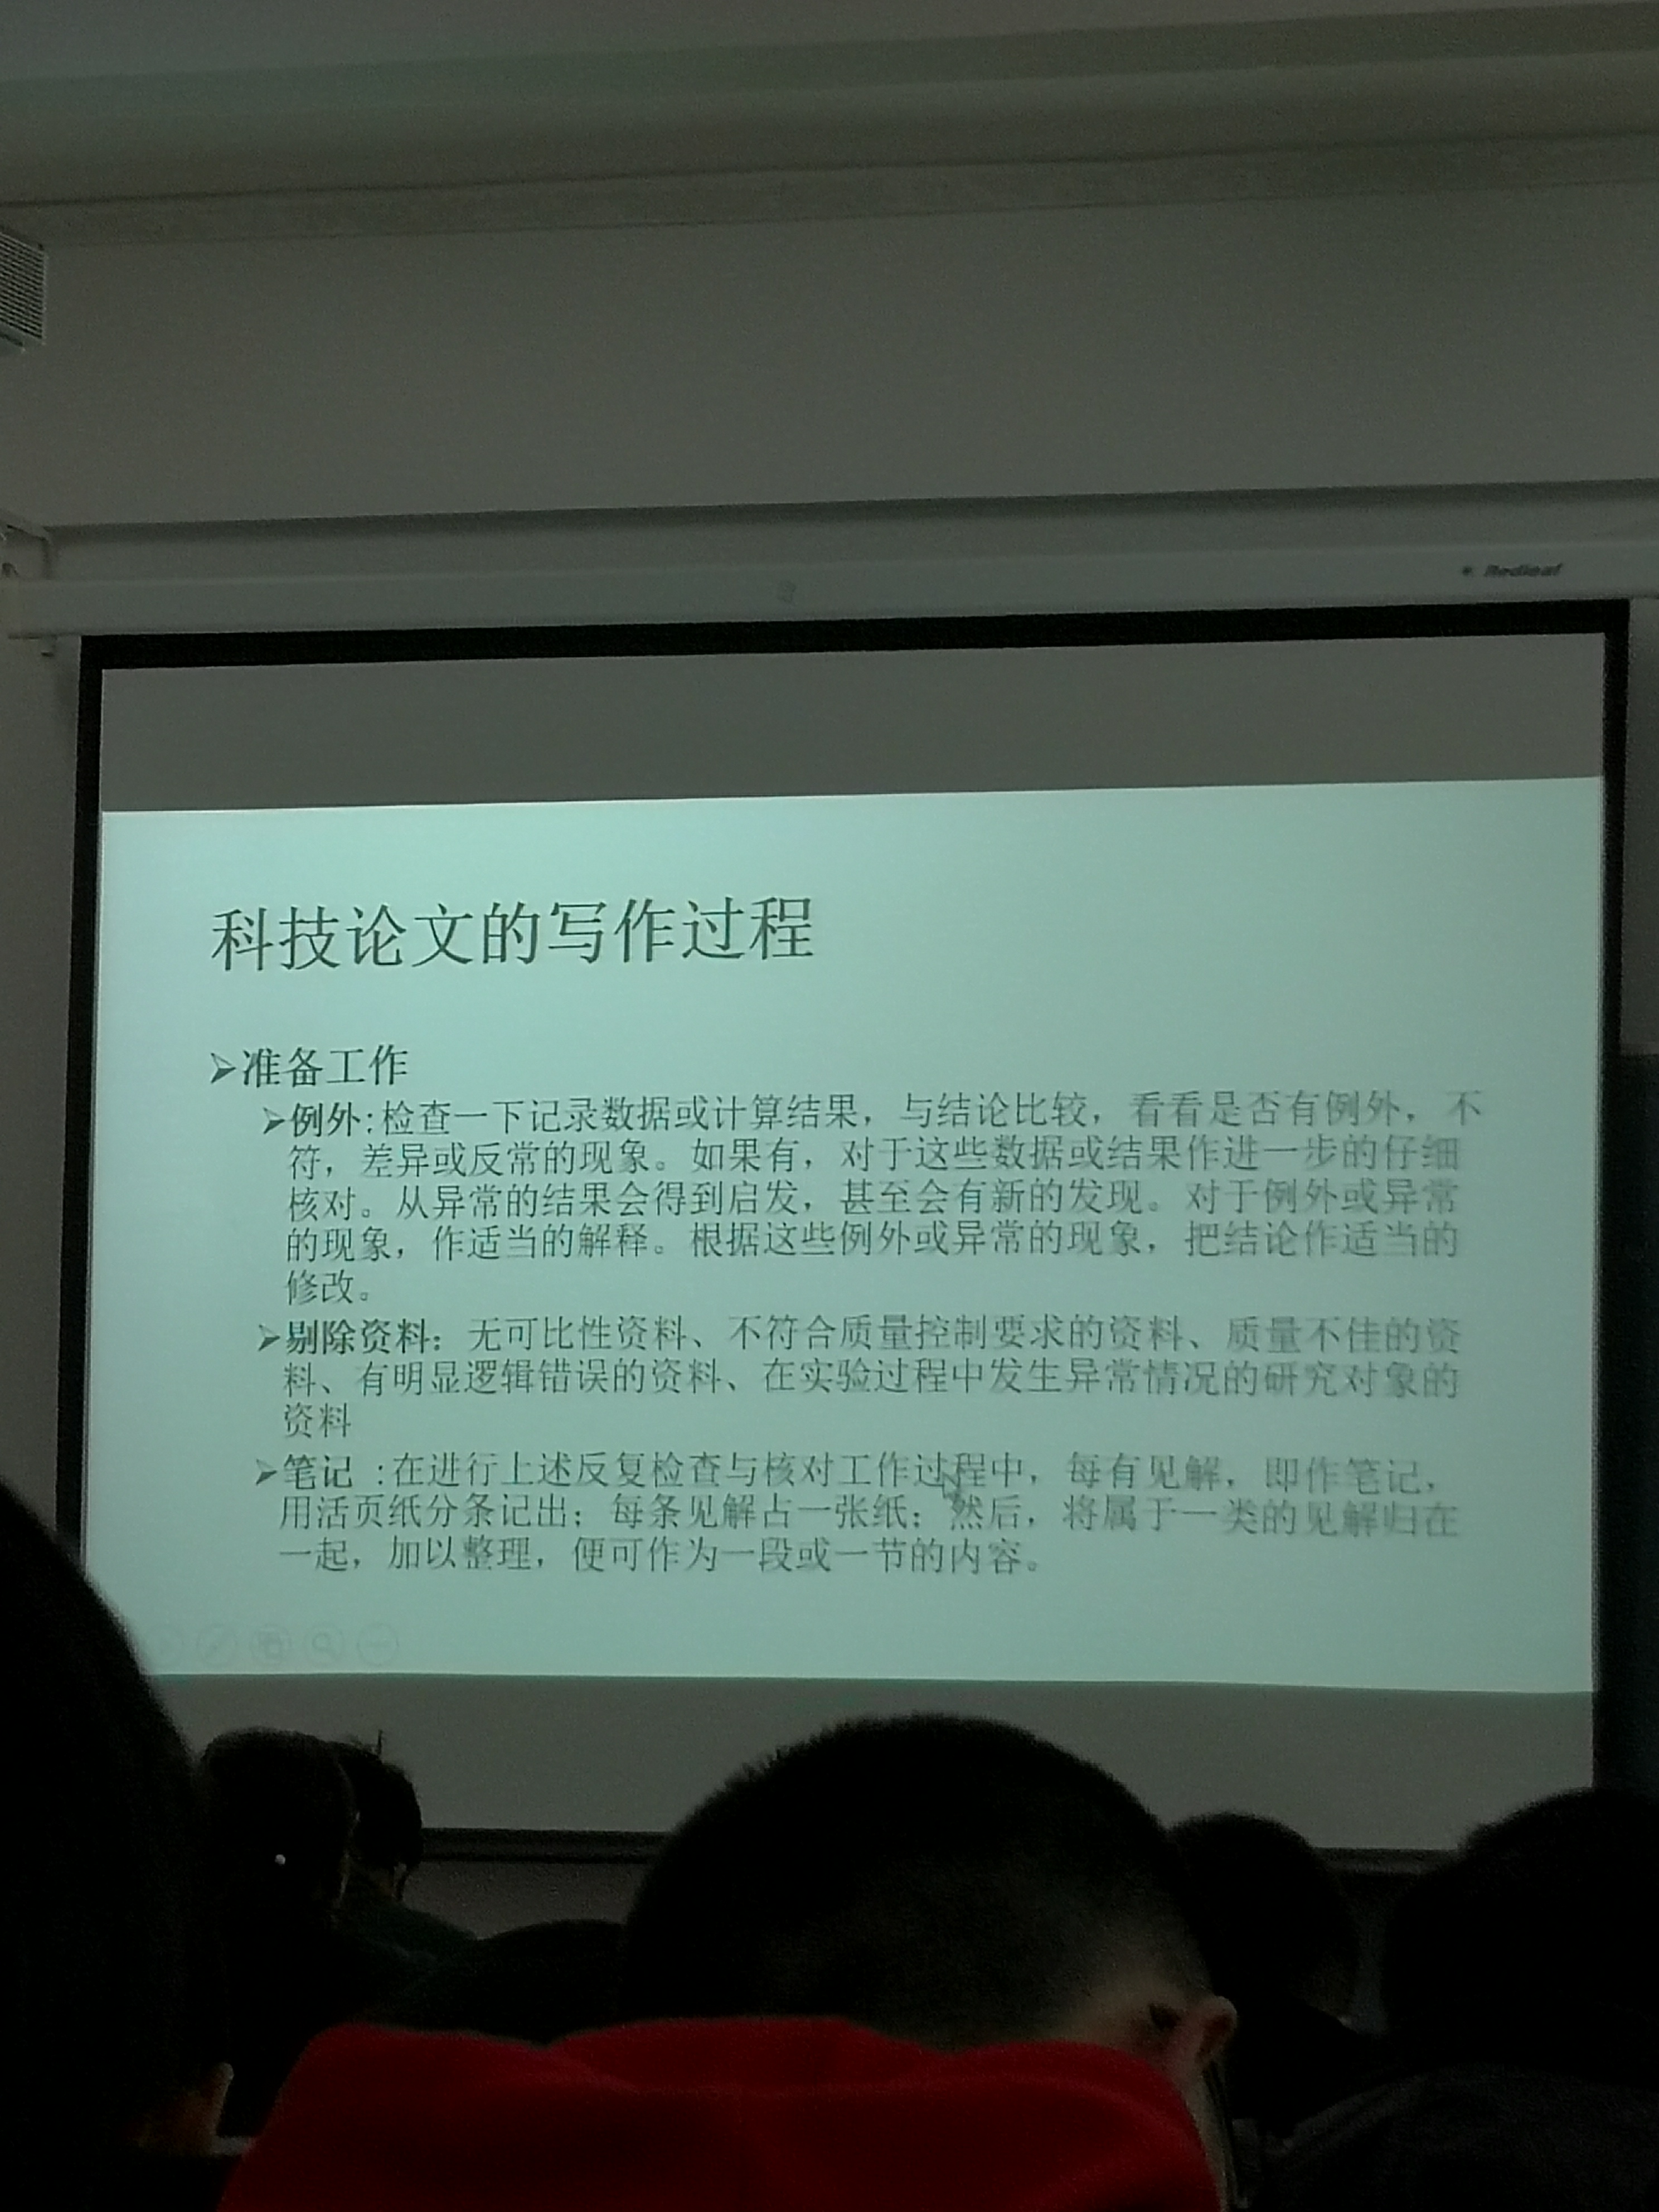 Redleaf
科技论文的写作过程
➢准备工作
➢例外:检查一下记录数据或计算结果，与结论比较，看看是否有例外，不
符，差异或反常的现象。如果有，对于这些数据或结果作进一步的仔细
核对。从异常的结果会得到启发，甚至会有新的发现。对于例外或异常
的现象，作适当的解释。根据这些例外或异常的现象，把结论作适当的
修改。
➢剔除资料：无可比性资料、不符合质量控制要求的资料、质量不佳的资
料、有明显逻辑错误的资料、在实验过程中发生异常情况的研究对象的
资料
➢笔记 :在进行上述反复检查与核对工作过程中，每有见解，即作笔记，
用活页纸分条记出；每条见解占一张纸；然后，将属于一类的见解归在
一起，加以整理，便可作为一段或一节的内容。